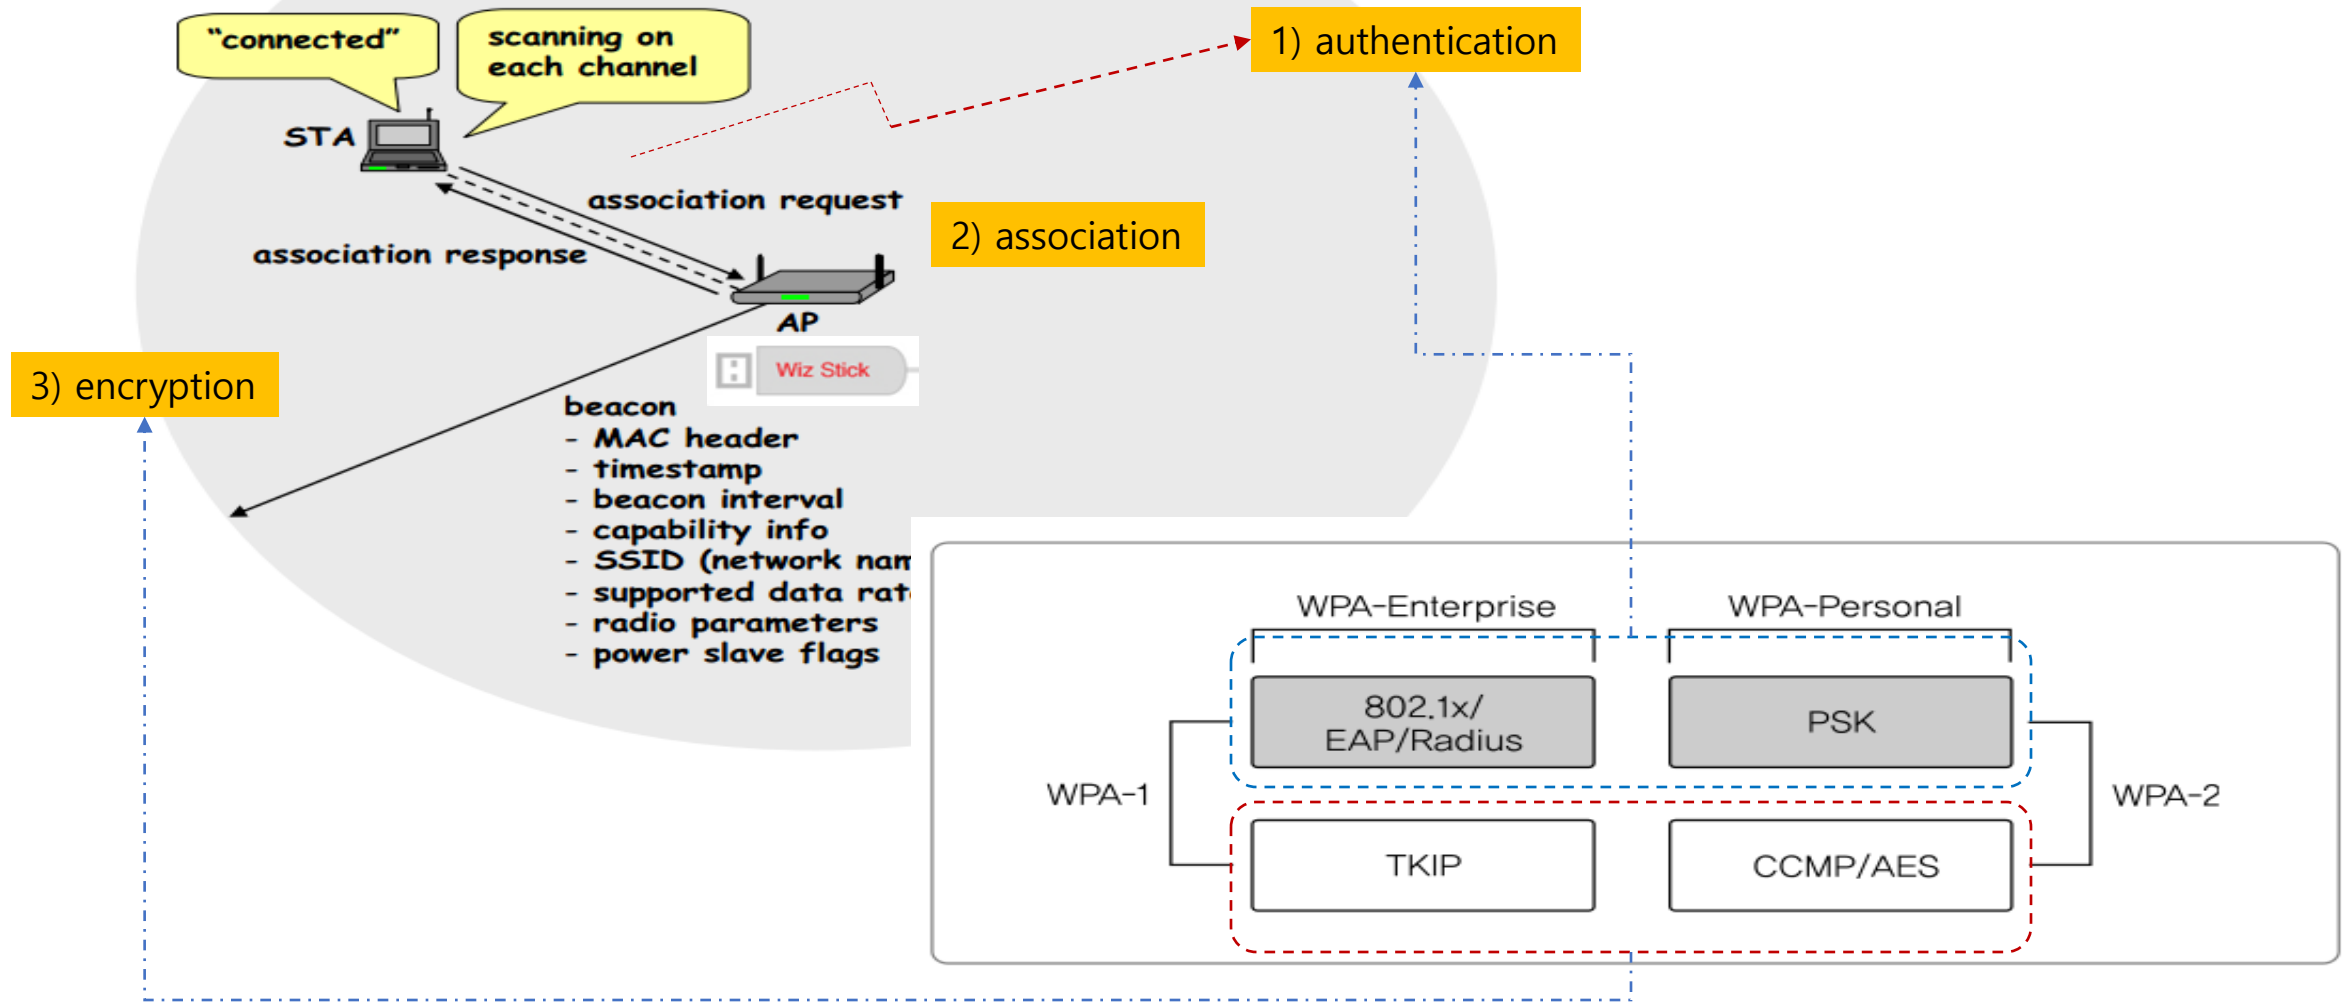 "connected"
scanning on
each channel
1) authentication
STA
association request
2) association
association response
AP
Wiz Stick
3) encryption
beacon
- MAC header
- timestamp
- beacon interval
- capability info
- SSID (network nam
- supported data rat
- radio parameters
- power slave flags
WPA-Enterprise
WPA-Personal
802.1x/
EAP/Radius
PSK
WPA-1
WPA-2
TKIP
CCMP/AES